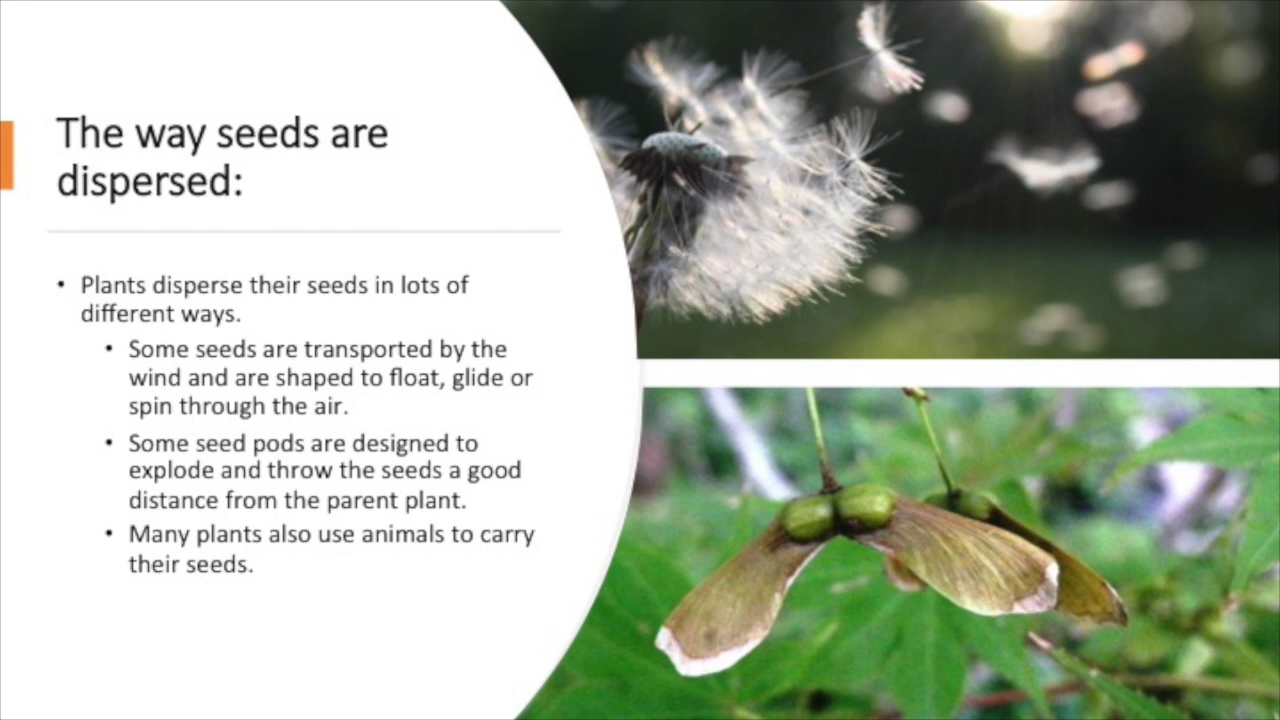 The way seeds are
dispersed:
• Plants disperse their seeds in lots of
different ways.
• Some seeds are transported by the
wind and are shaped to float, glide or
spin through the air.
• Some seed pods are designed to
explode and throw the seeds a good
distance from the parent plant.
• Many plants also use animals to carry
their seeds.